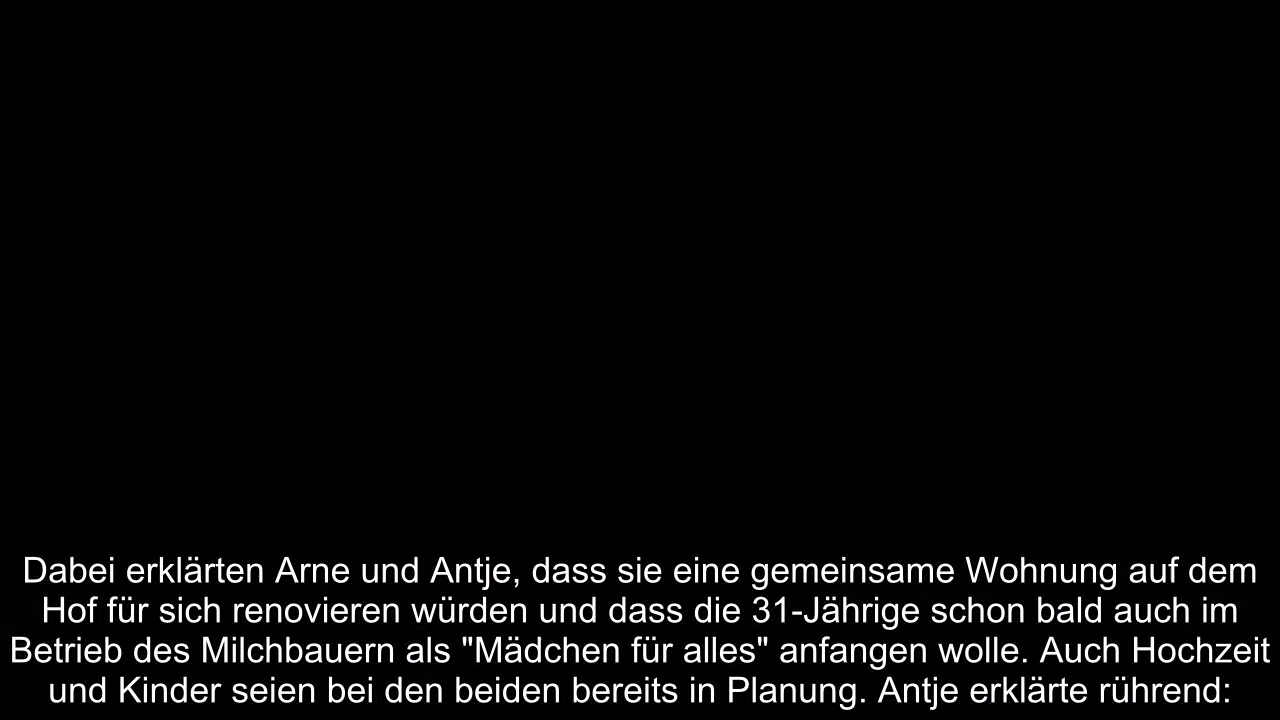 Dabei erklärten Arne und Antje, dass sie eine gemeinsame Wohnung auf dem
Hof für sich renovieren würden und dass die 31-Jährige schon bald auch im
Betrieb des Milchbauern als "Mädchen für alles" anfangen wolle. Auch Hochzeit
und Kinder seien bei den beiden bereits in Planung. Antje erklärte rührend: